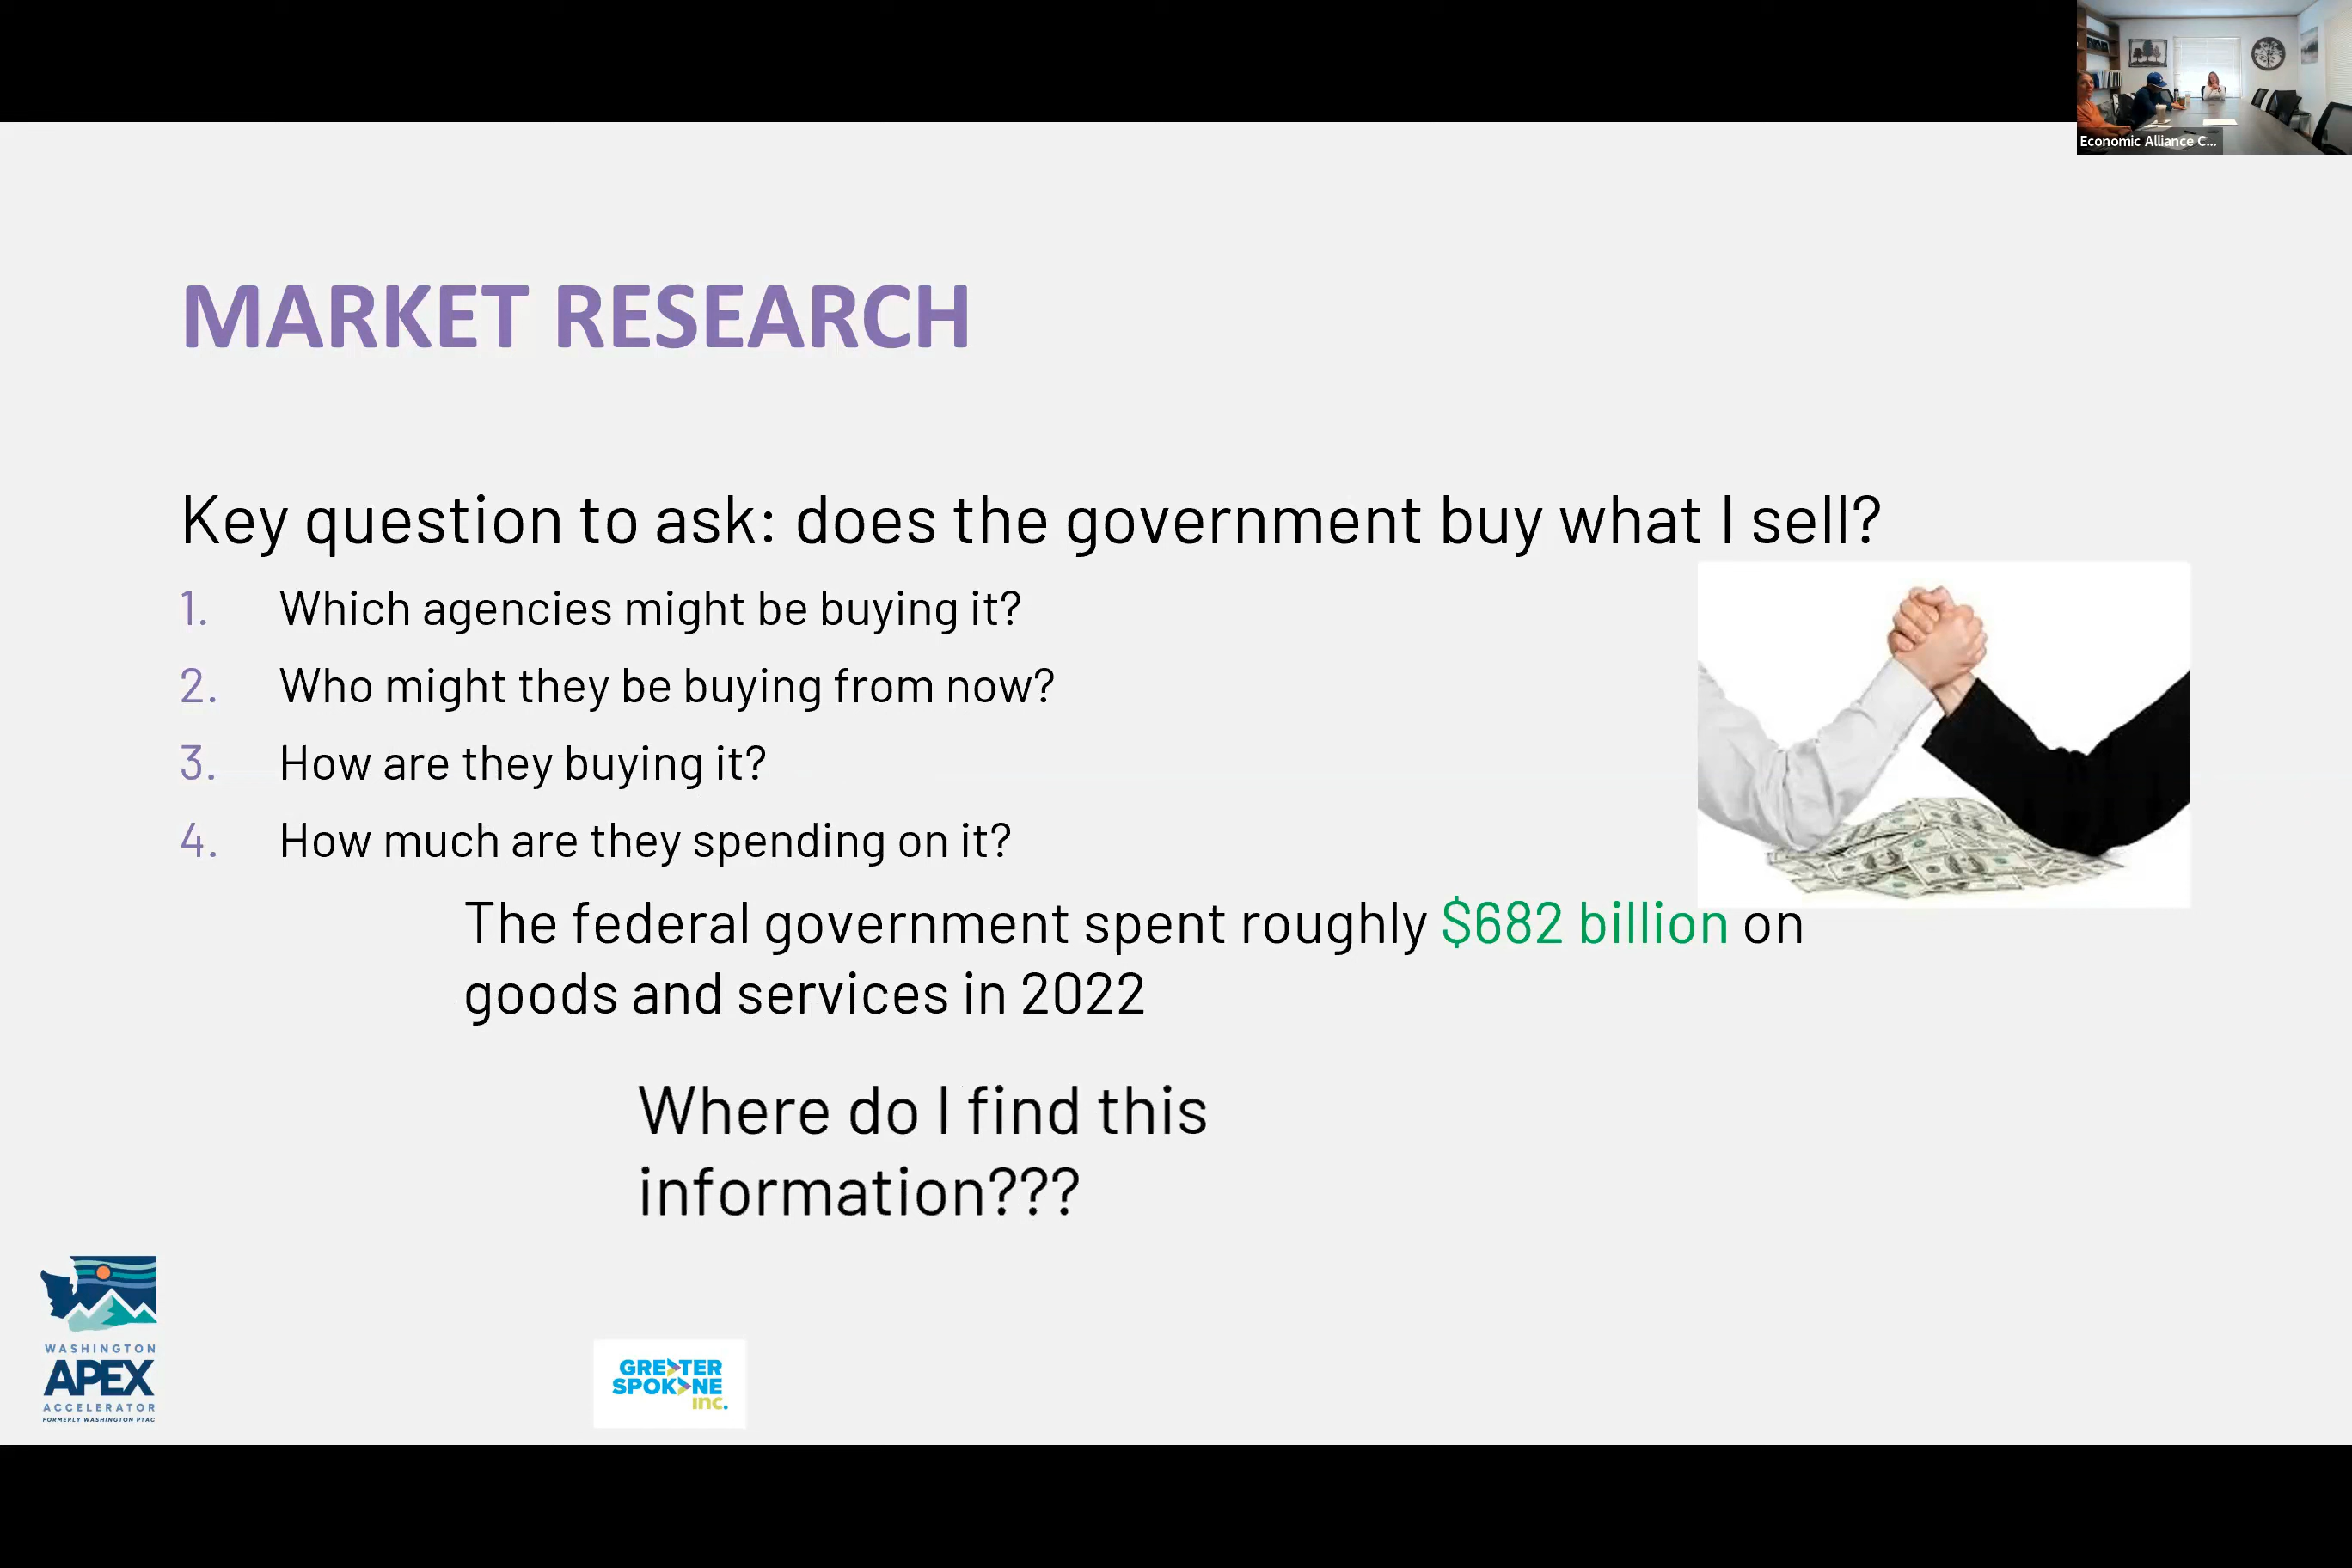 Economic Alliance C...
MARKET RESEARCH
Key question to ask: does the government buy what I sell?
1. Which agencies might be buying it?
2. Who might they be buying from now?
3. How are they buying it?
4. How much are they spending on it?
The federal government spent roughly $682 billion on
goods and services in 2022
Where do I find this
information???
WASHINGTON
APEX
ACCELERATOR
FORMERLY WASHINGTON PTAC
GREATER
SPOKANE
inc.